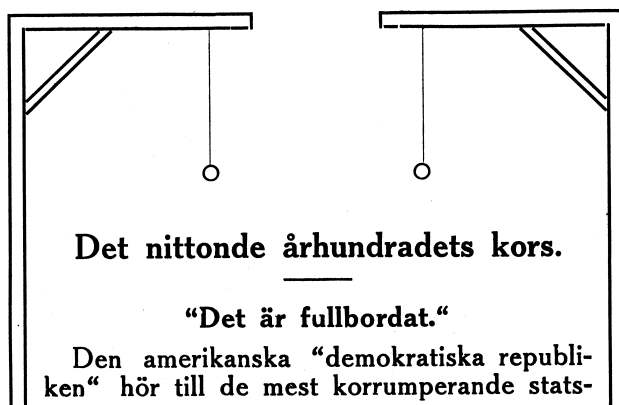 Det nittonde århundradets kors.
“Det är fullbordat.“
Den amerikanska “demokratiska republi-
ken“ hör till de mest korrumperande stats-